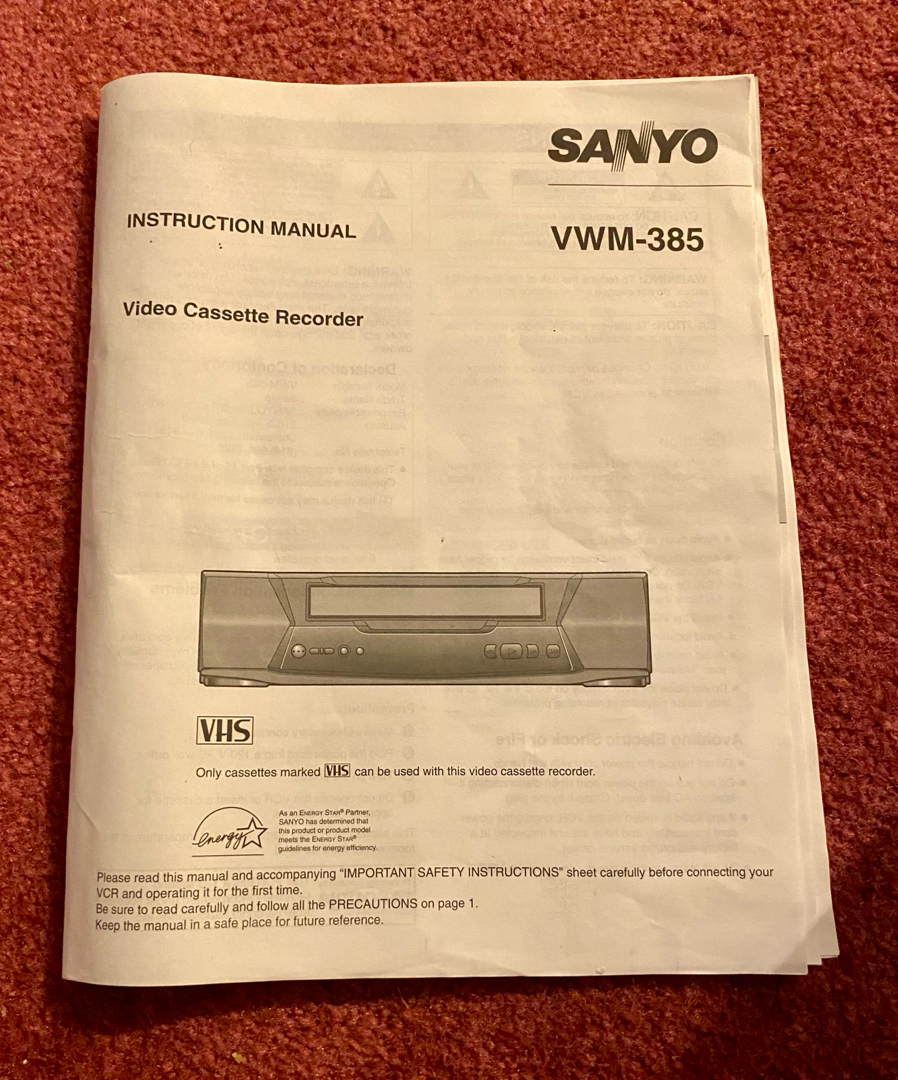 SANYO
INSTRUCTION MANUAL
VWM-385
Video Cassette Recorder
VHS
Only cassettes marked VHS can be used with this video cassette recorder.
energy
As an ENERGY STAR® Partner,
SANYO has determined that
this product or product model
meets the ENERGY STAR®
guidelines for energy efficiency.
Please read this manual and accompanying “IMPORTANT SAFETY INSTRUCTIONS” sheet carefully before connecting your
VCR and operating it for the first time.
Be sure to read carefully and follow all the PRECAUTIONS on page 1.
Keep the manual in a safe place for future reference.